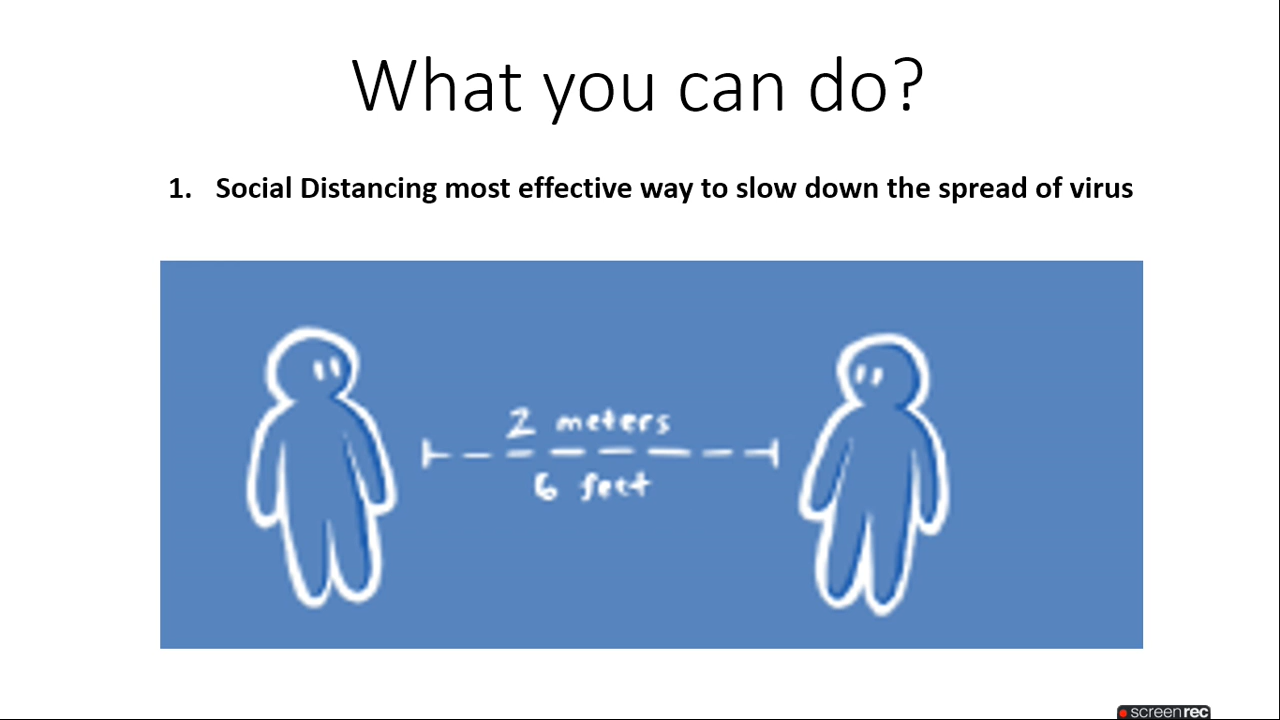 What you can do?
1. Social Distancing most effective way to slow down the spread of virus
2 meters
6 feet
screenrec